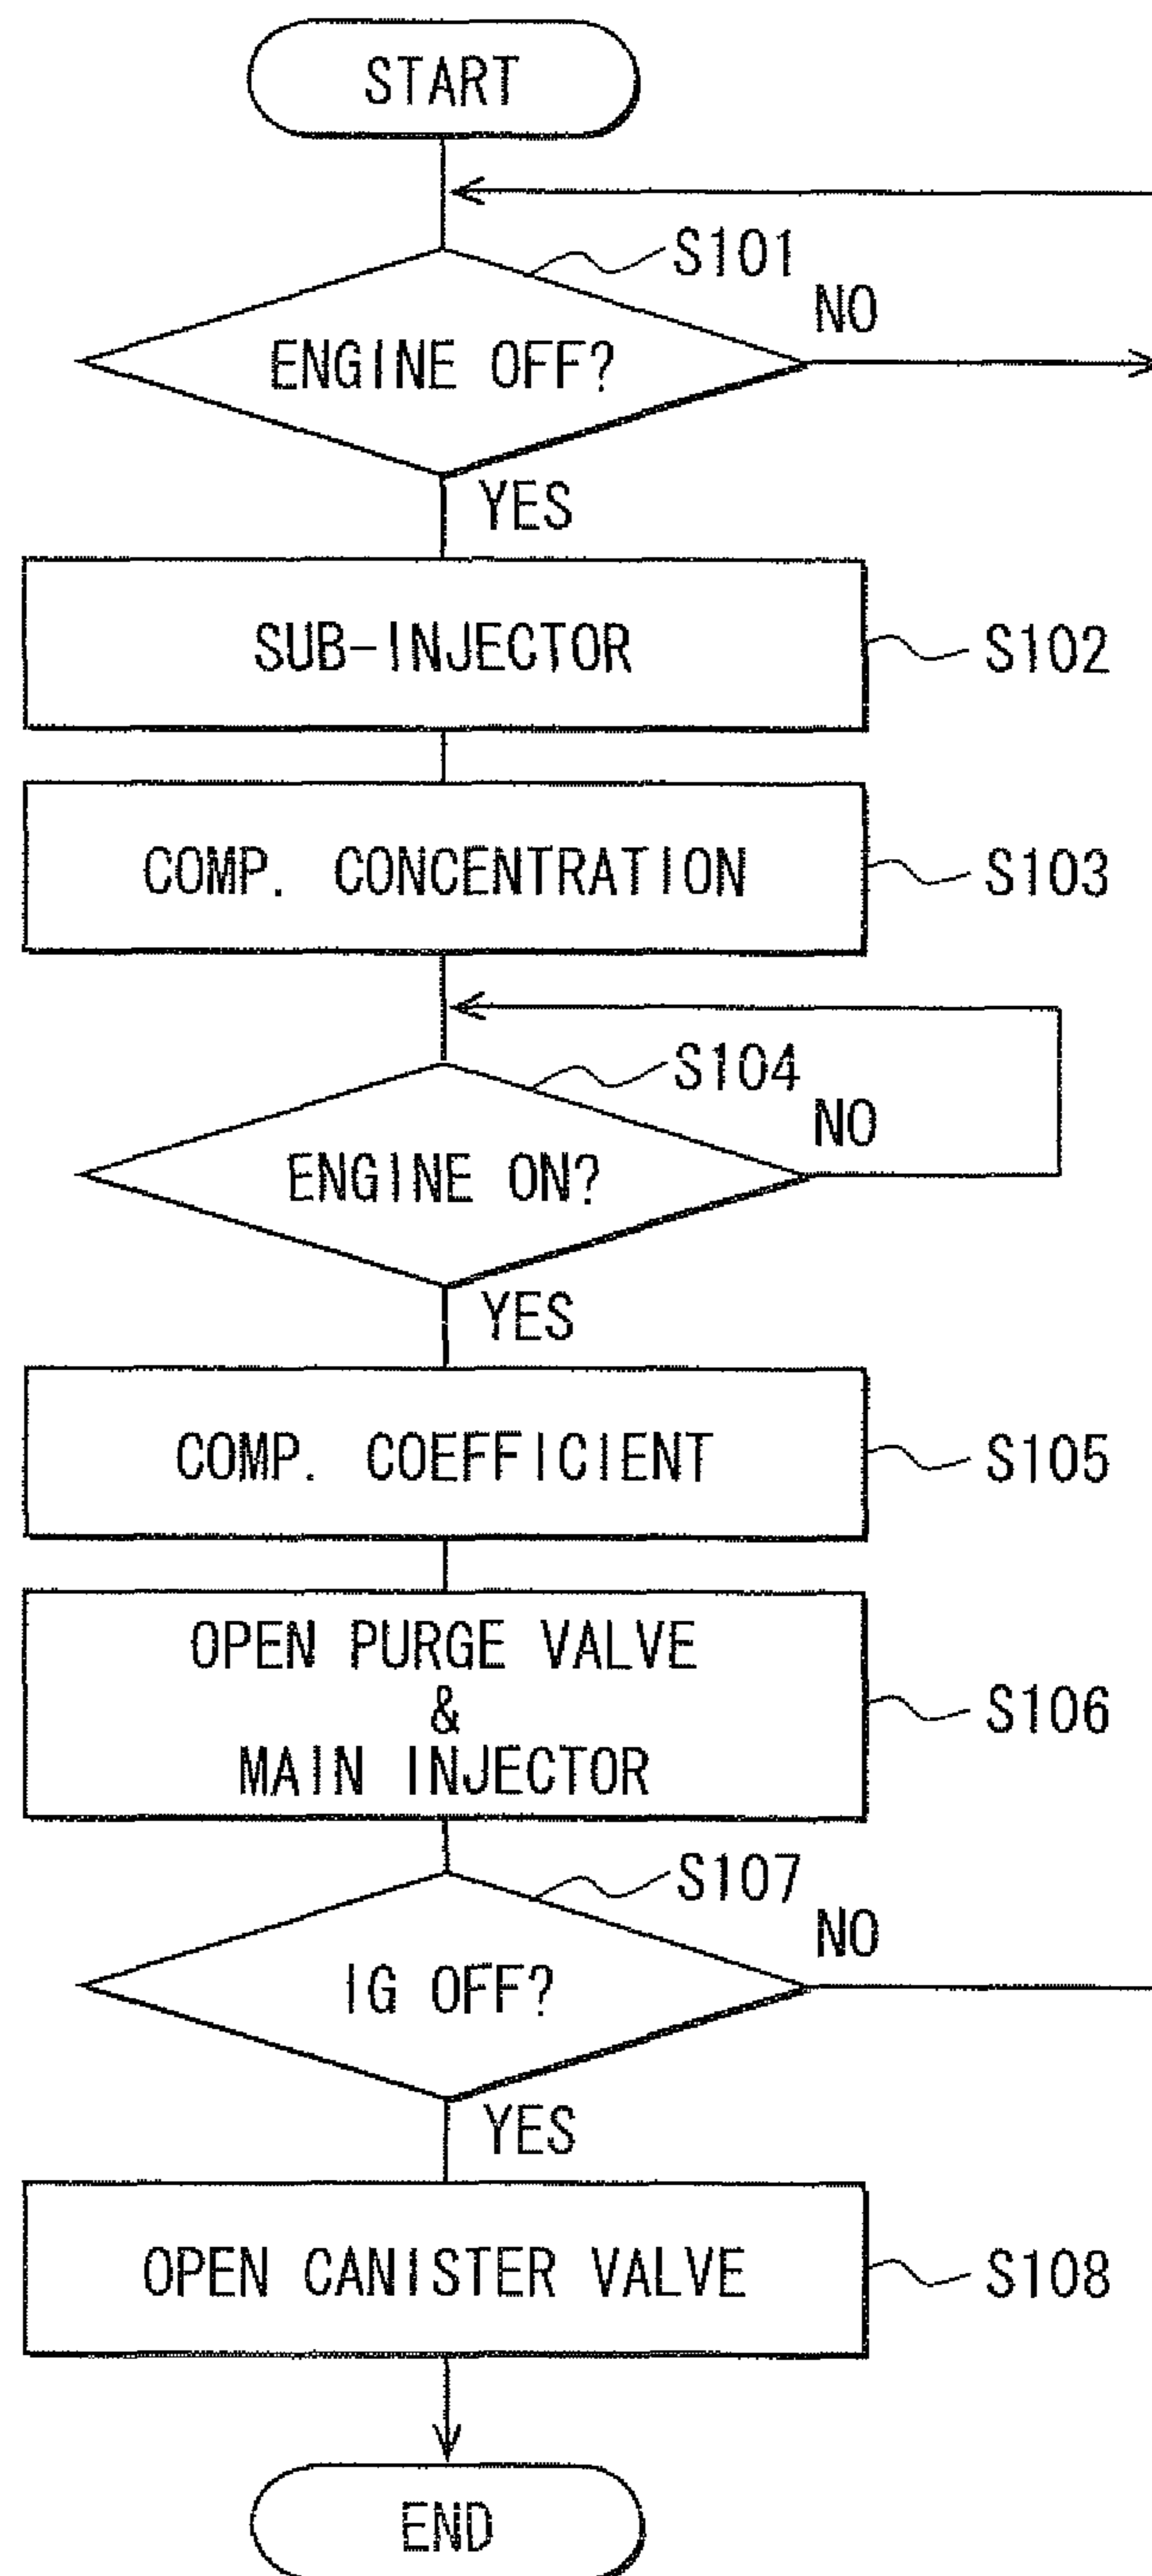 START
S101
NO
ENGINE OFF?
YES
SUB-INJECTOR
S102
COMP. CONCENTRATION
S103
S104
NO
ENGINE ON?
YES
COMP. COEFFICIENT
S105
OPEN PURGE VALVE
&
MAIN INJECTOR
S106
S107
NO
IG OFF?
YES
OPEN CANISTER VALVE
S108
END